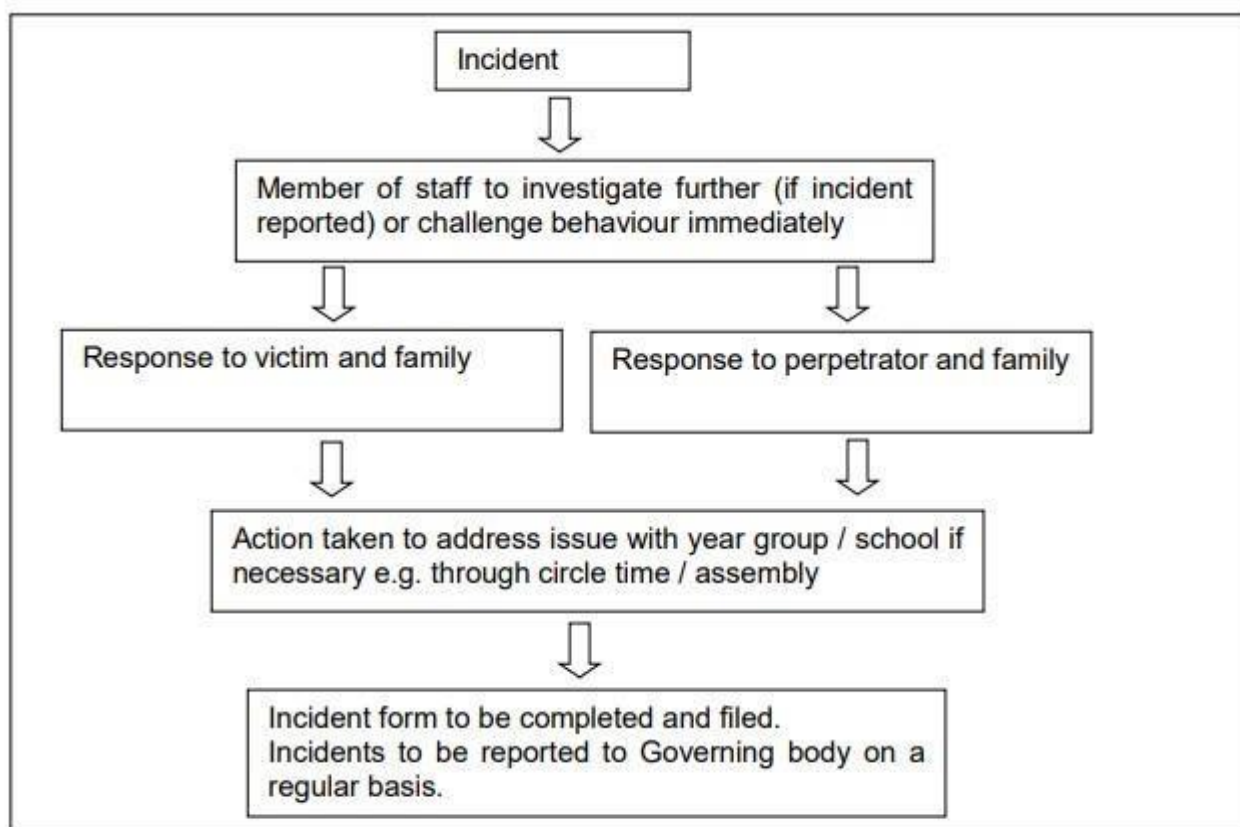 Incident
Member of staff to investigate further (if incident
reported) or challenge behaviour immediately
Response to victim and family
Response to perpetrator and family
Action taken to address issue with year group / school if
necessary e.g. through circle time / assembly
Incident form to be completed and filed.
Incidents to be reported to Governing body on a
regular basis.